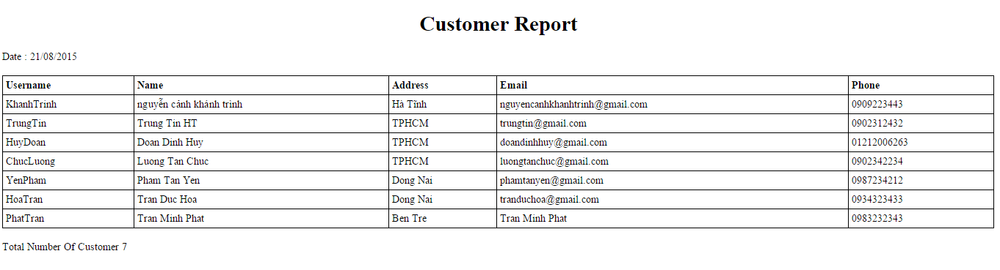 Customer Report
Date : 21/08/2015
Username Name Address Email Phone
KhanhTrinh nguyễn cảnh khánh trình Hà Tĩnh nguyencanhkhanhtrinh@gmail.com 0909223443
TrungTin Trung Tin HT TPHCM trungtin@gmail.com 0902312432
HuyDoan Doan Dinh Huy TPHCM doandinhhuy@gmail.com 01212006263
ChucLuong Luong Tan Chuc TPHCM luongtanchuc@gmail.com 0902342234
YenPham Pham Tan Yen Dong Nai phamtanyen@gmail.com 0987234212
HoaTran Tran Duc Hoa Dong Nai tranduchoa@gmail.com 0934323433
PhatTran Tran Minh Phat Ben Tre Tran Minh Phat 0983232343
Total Number Of Customer 7